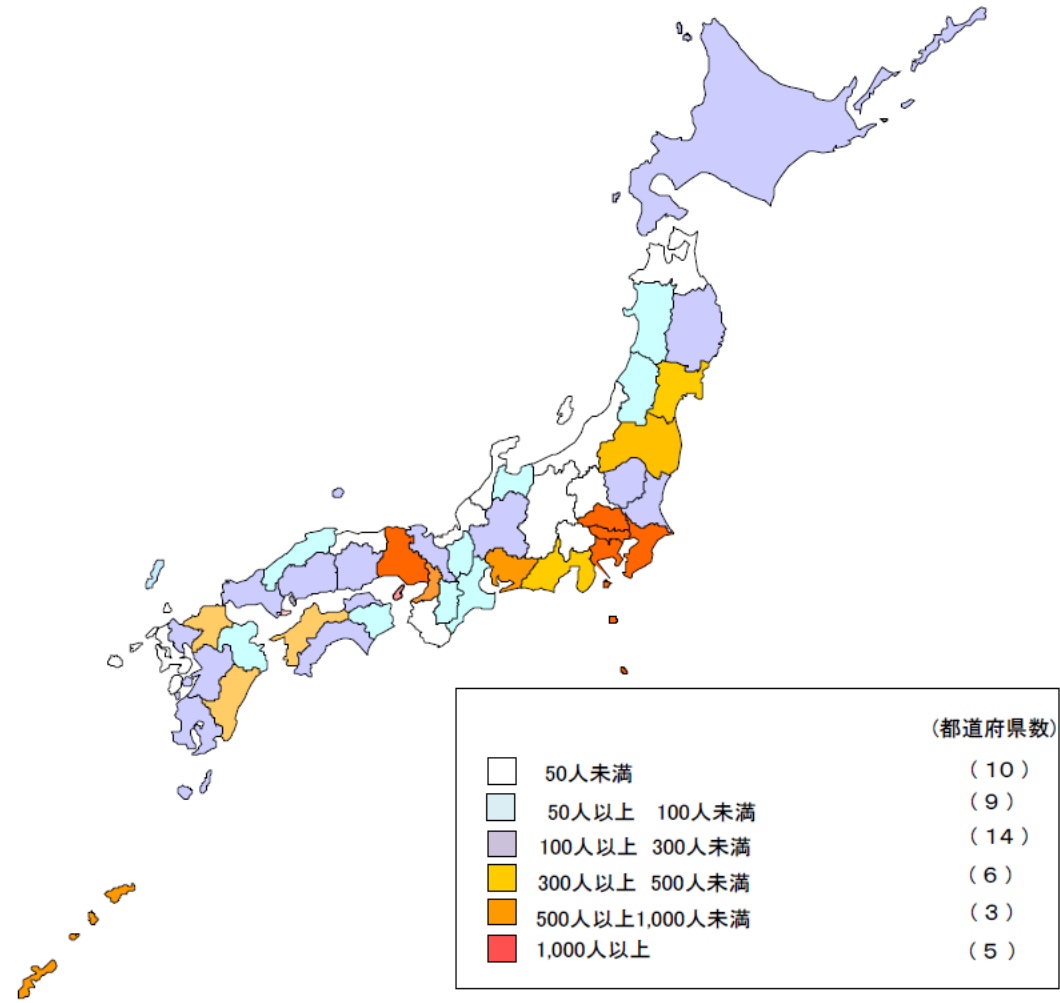 (都道府県数)
50人未満 (10)
50人以上 100人未満 (9)
100人以上 300人未満 (14)
300人以上 500人未満 (6)
500人以上1,000人未満 (3)
1,000人以上 (5)